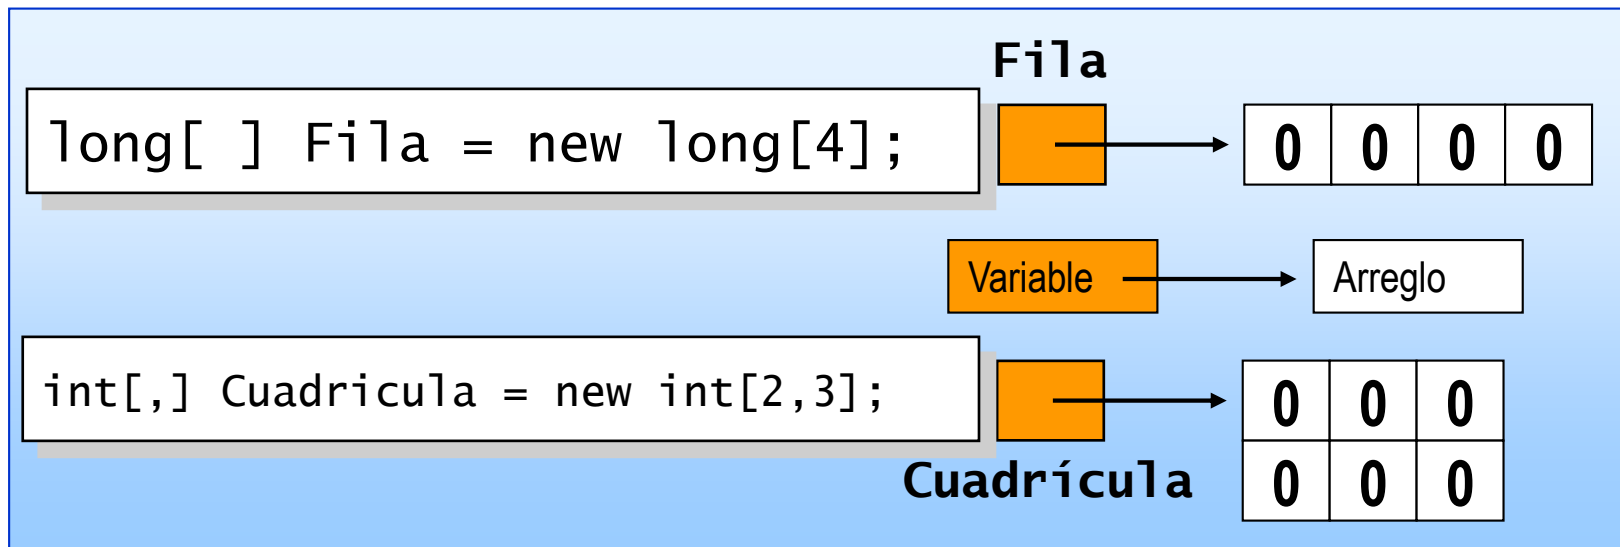 Fila
long[ ] Fila = new long[4];
0 0 0 0
Variable
Arreglo
int[,] Cuadricula = new int[2,3];
0 0 0
Cuadrícula
0 0 0